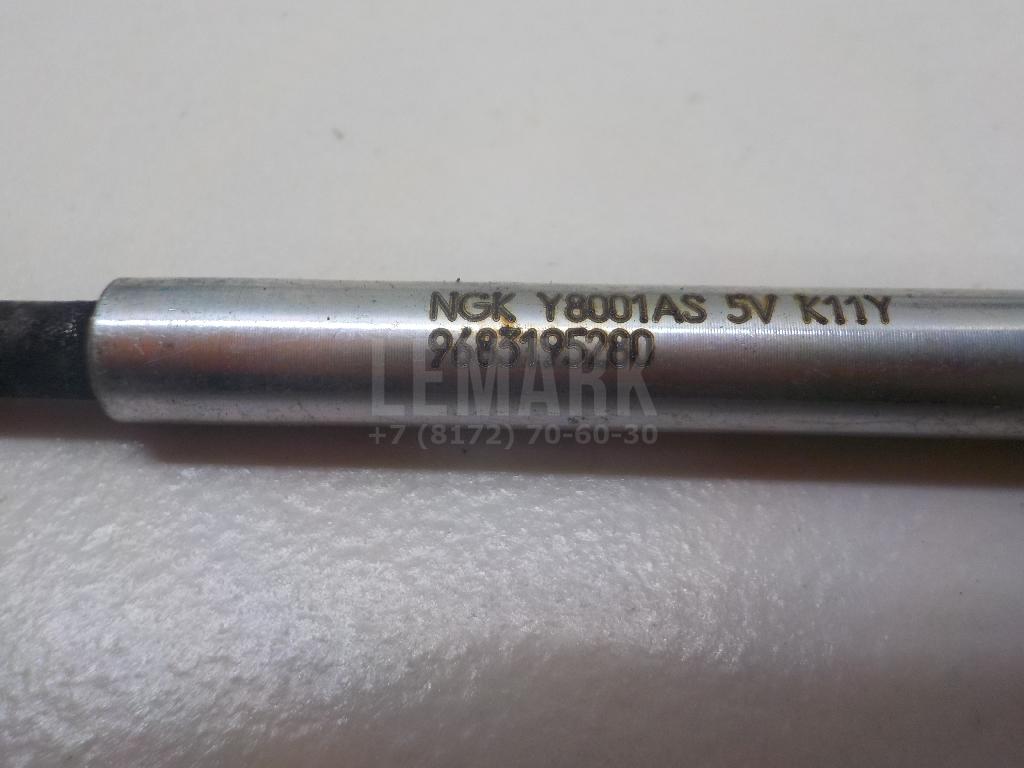 NGK Y8001AS 5V K11Y
9683195280
LEMARK
+7 (8172) 70-60-30